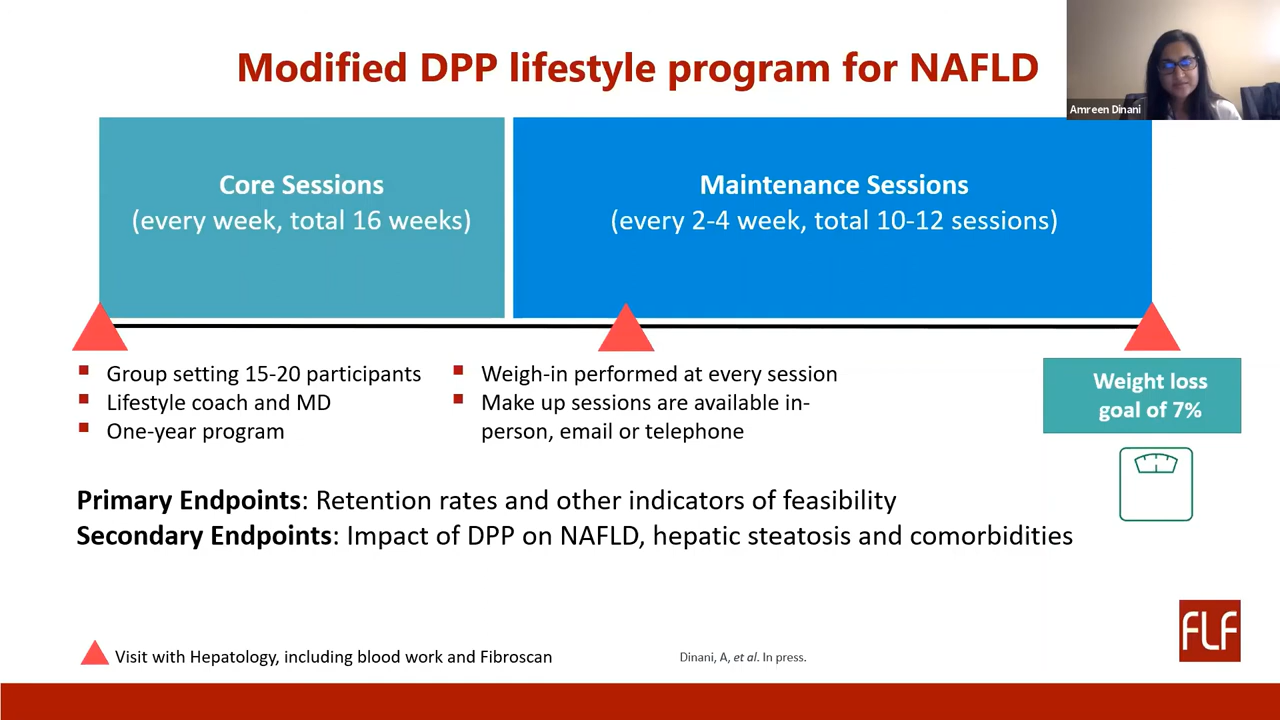 Modified DPP lifestyle program for NAFLD
Amreen Dinani
Core Sessions
(every week, total 16 weeks)
Maintenance Sessions
(every 2-4 week, total 10-12 sessions)
Group setting 15-20 participants
Lifestyle coach and MD
One-year program
Weigh-in performed at every session
Make up sessions are available in-
person, email or telephone
Weight loss
goal of 7%
Primary Endpoints: Retention rates and other indicators of feasibility
Secondary Endpoints: Impact of DPP on NAFLD, hepatic steatosis and comorbidities
Visit with Hepatology, including blood work and Fibroscan
Dinani, A, et al. In press.
FLF